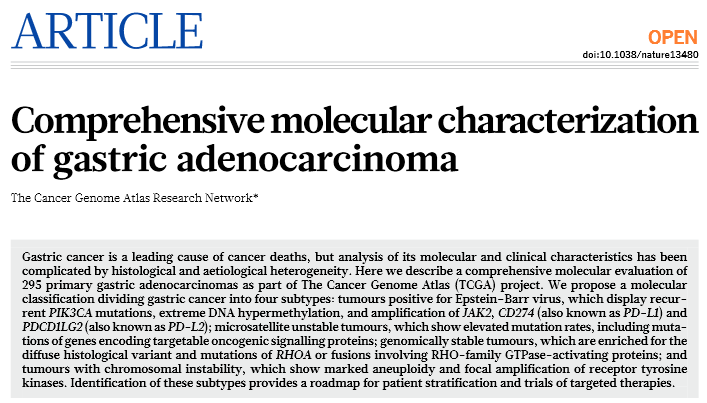 ARTICLE
OPEN
doi:10.1038/nature13480
Comprehensive molecular characterization
of gastric adenocarcinoma
The Cancer Genome Atlas Research Network*
Gastric cancer is a leading cause of cancer deaths, but analysis of its molecular and clinical characteristics has been
complicated by histological and aetiological heterogeneity. Here we describe a comprehensive molecular evaluation of
295 primary gastric adenocarcinomas as part of The Cancer Genome Atlas (TCGA) project. We propose a molecular
classification dividing gastric cancer into four subtypes: tumours positive for Epstein–Barr virus, which display recur-
rent PIK3CA mutations, extreme DNA hypermethylation, and amplification of JAK2, CD274 (also known as PD-L1) and
PDCD1LG2 (also known as PD-L2); microsatellite unstable tumours, which show elevated mutation rates, including muta-
tions of genes encoding targetable oncogenic signalling proteins; genomically stable tumours, which are enriched for the
diffuse histological variant and mutations of RHOA or fusions involving RHO-family GTPase-activating proteins; and
tumours with chromosomal instability, which show marked aneuploidy and focal amplification of receptor tyrosine
kinases. Identification of these subtypes provides a roadmap for patient stratification and trials of targeted therapies.